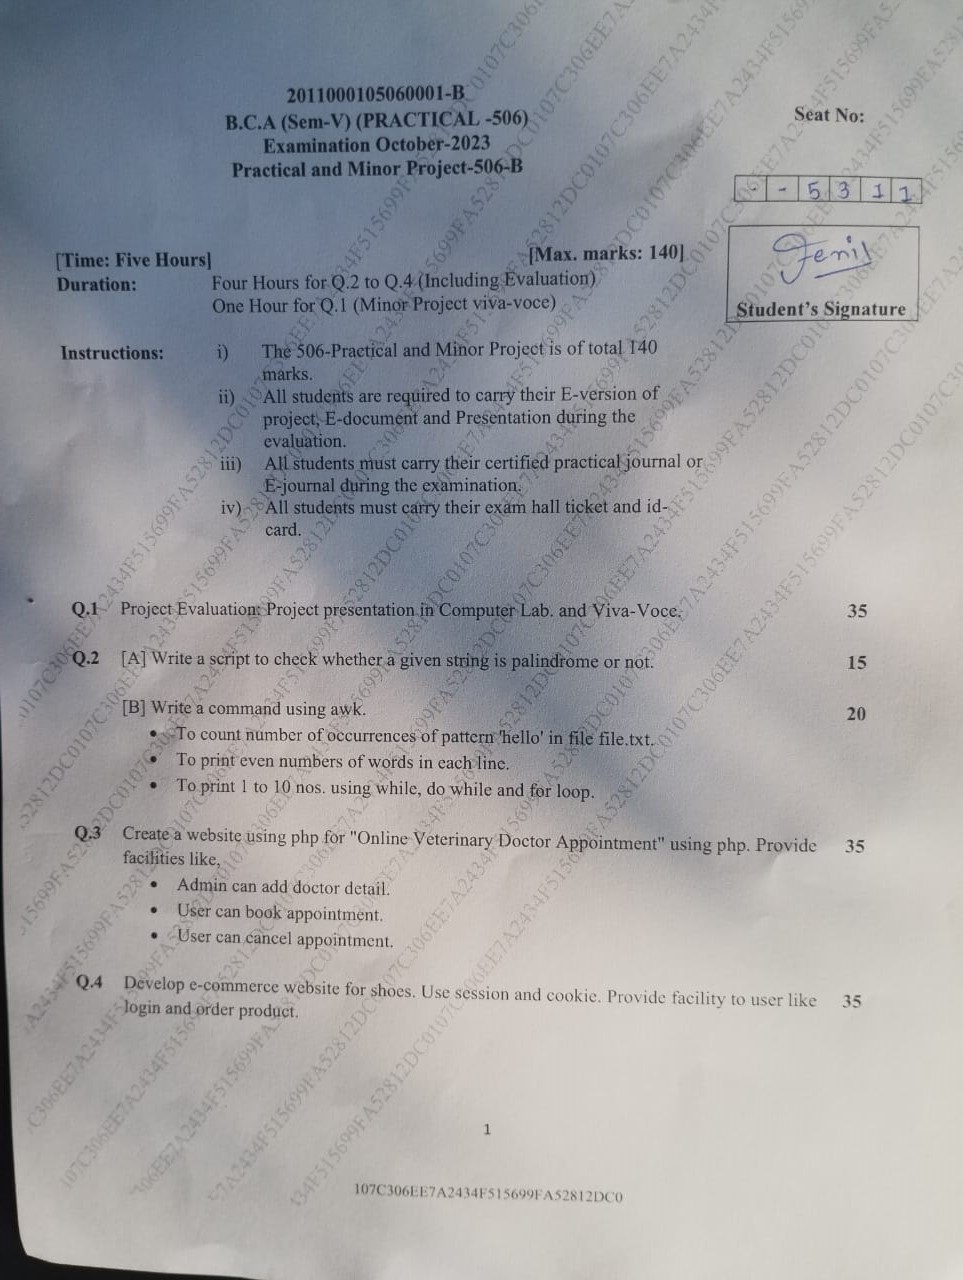 2011000105060001-B
B.C.A (Sem-V) (PRACTICAL -506)
Examination October-2023
Practical and Minor Project-506-B
Seat No:
- - 5 3 1 1
[Time: Five Hours]
[Max. marks: 140]
Jenil
Student's Signature
Duration: Four Hours for Q.2 to Q.4 (Including Evaluation)
One Hour for Q.1 (Minor Project viva-voce)
Instructions: i) The 506-Practical and Minor Project is of total 140
marks.
ii) All students are required to carry their E-version of
project, E-document and Presentation during the
evaluation.
iii) All students must carry their certified practical journal or
E-journal during the examination.
iv) All students must carry their exam hall ticket and id-
card.
Q.1 Project Evaluation: Project presentation in Computer Lab. and Viva-Voce. 35
Q.2 [A] Write a script to check whether a given string is palindrome or not. 15
[B] Write a command using awk. 20
• To count number of occurrences of pattern 'hello' in file file.txt.
• To print even numbers of words in each line.
• To print 1 to 10 nos. using while, do while and for loop.
Q.3 Create a website using php for "Online Veterinary Doctor Appointment" using php. Provide 35
facilities like,
• Admin can add doctor detail.
• User can book appointment.
• User can cancel appointment.
Q.4 Develop e-commerce website for shoes. Use session and cookie. Provide facility to user like 35
login and order product.
1
107C306EE7A2434F515699FA52812DC0